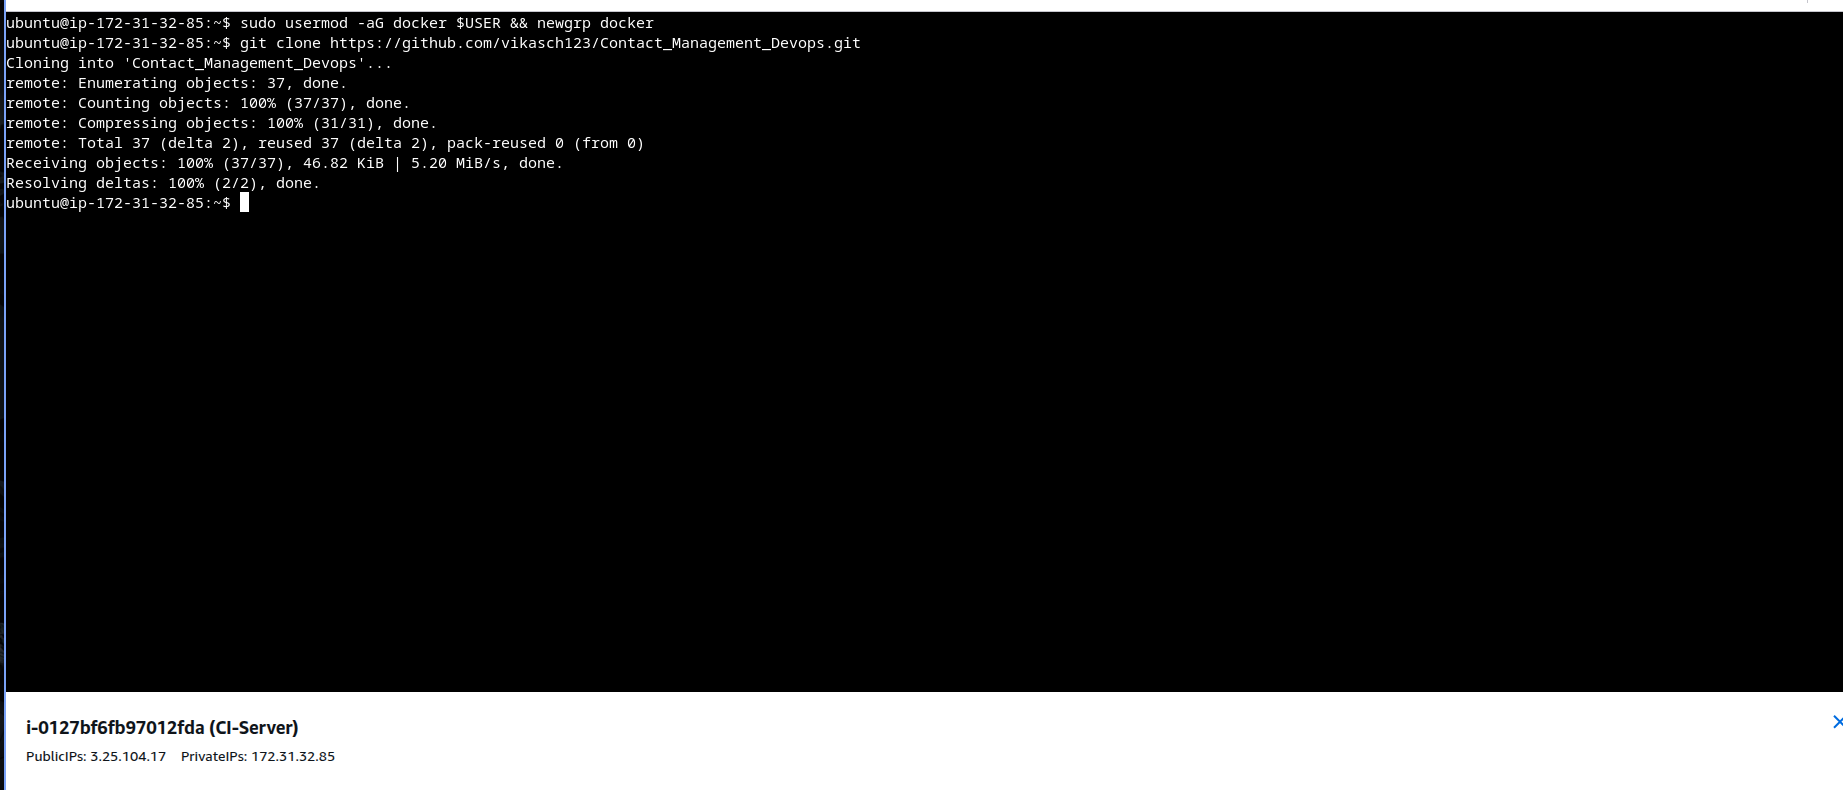 ubuntu@ip-172-31-32-85:~$ sudo usermod -aG docker $USER && newgrp docker
ubuntu@ip-172-31-32-85:~$ git clone https://github.com/vikasch123/Contact_Management_Devops.git
Cloning into 'Contact_Management_Devops'...
remote: Enumerating objects: 37, done.
remote: Counting objects: 100% (37/37), done.
remote: Compressing objects: 100% (31/31), done.
remote: Total 37 (delta 2), reused 37 (delta 2), pack-reused 0 (from 0)
Receiving objects: 100% (37/37), 46.82 KiB | 5.20 MiB/s, done.
Resolving deltas: 100% (2/2), done.
ubuntu@ip-172-31-32-85:~$
i-0127bf6fb97012fda (CI-Server)
PublicIPs: 3.25.104.17 PrivateIPs: 172.31.32.85